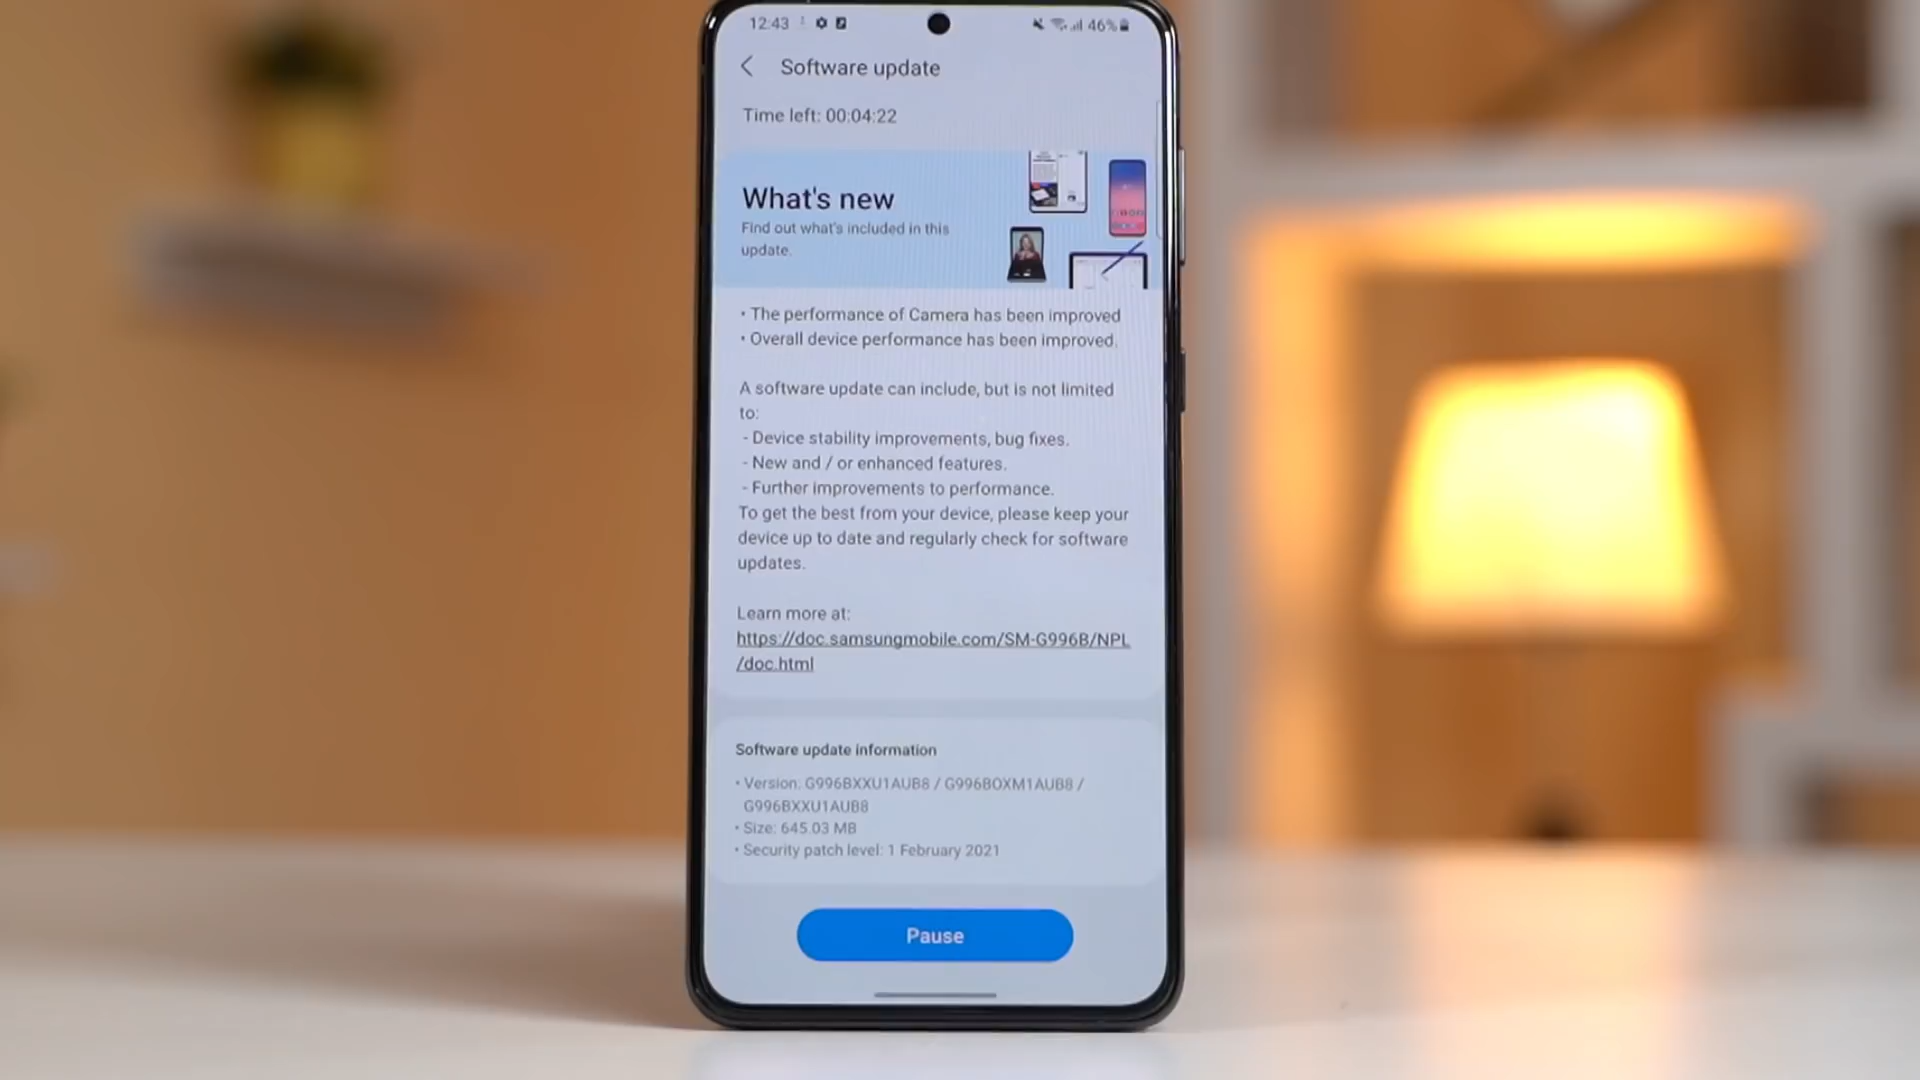 12:43
46%
Software update
Time left: 00:04:22
What's new
Find out what's included in this
update.
• The performance of Camera has been improved
• Overall device performance has been improved.
A software update can include, but is not limited
to:
- Device stability improvements, bug fixes.
- New and / or enhanced features.
- Further improvements to performance.
To get the best from your device, please keep your
device up to date and regularly check for software
updates.
Learn more at:
https://doc.samsungmobile.com/SM-G996B/NPL
/doc.html
Software update information
• Version: G996BXXU1AUB8 / G996BOXM1AUB8 /
G996BXXU1AUB8
• Size: 645.03 MB
• Security patch level: 1 February 2021
Pause